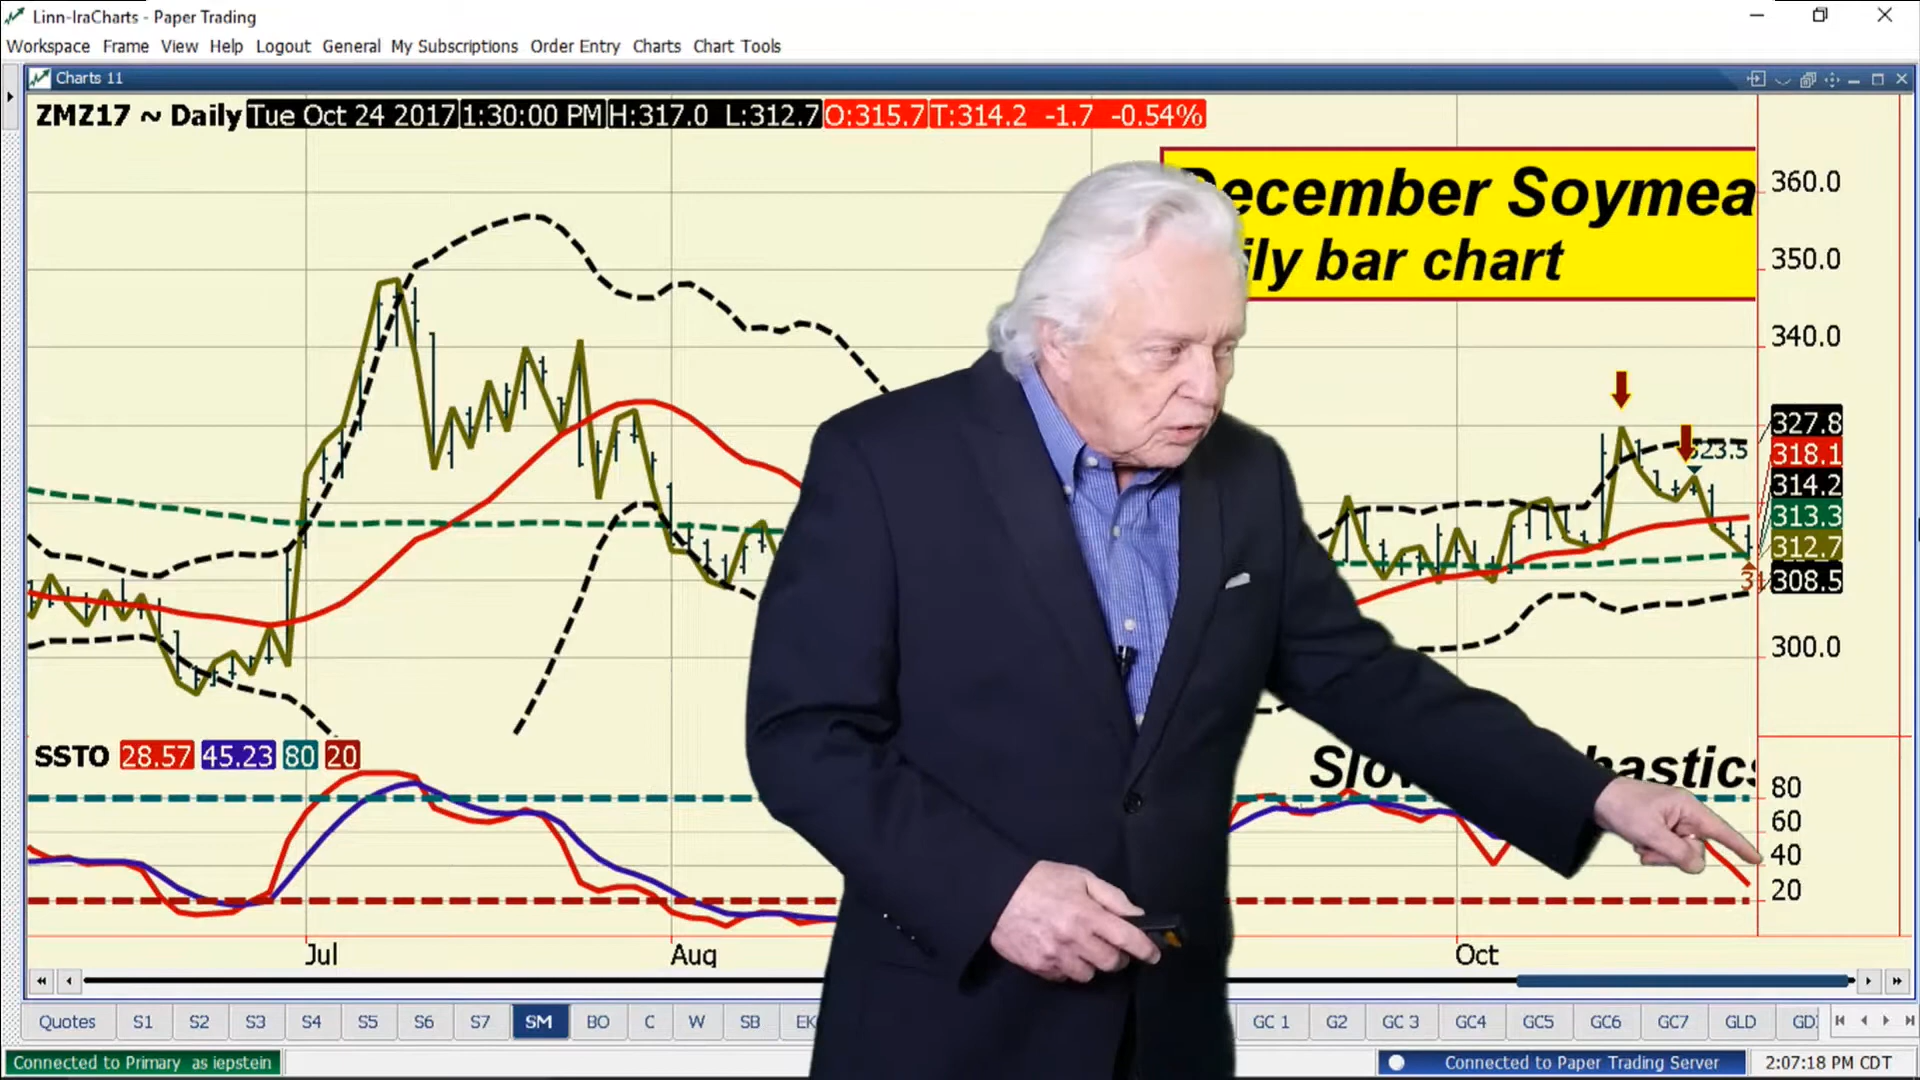 Linn-IraCharts - Paper Trading
Workspace Frame View Help Logout General My Subscriptions Order Entry Charts Chart Tools
Charts 11
ZMZ17 ~ Daily Tue Oct 24 2017 1:30:00 PM H:317.0 L:312.7 O:315.7 T:314.2 -1.7 -0.54%
December Soymea
ily bar chart
360.0
350.0
340.0
327.8
318.1
323.5
314.2
313.3
312.7
308.5
300.0
SSTO 28.57 45.23 80 20
80
60
40
20
Jul Aug Oct
Quotes S1 S2 S3 S4 S5 S6 S7 SM BO C W SB EK GC 1 G2 GC 3 GC4 GC5 GC6 GC7 GLD GD
Connected to Primary as iepstein
Connected to Paper Trading Server
2:07:18 PM CDT